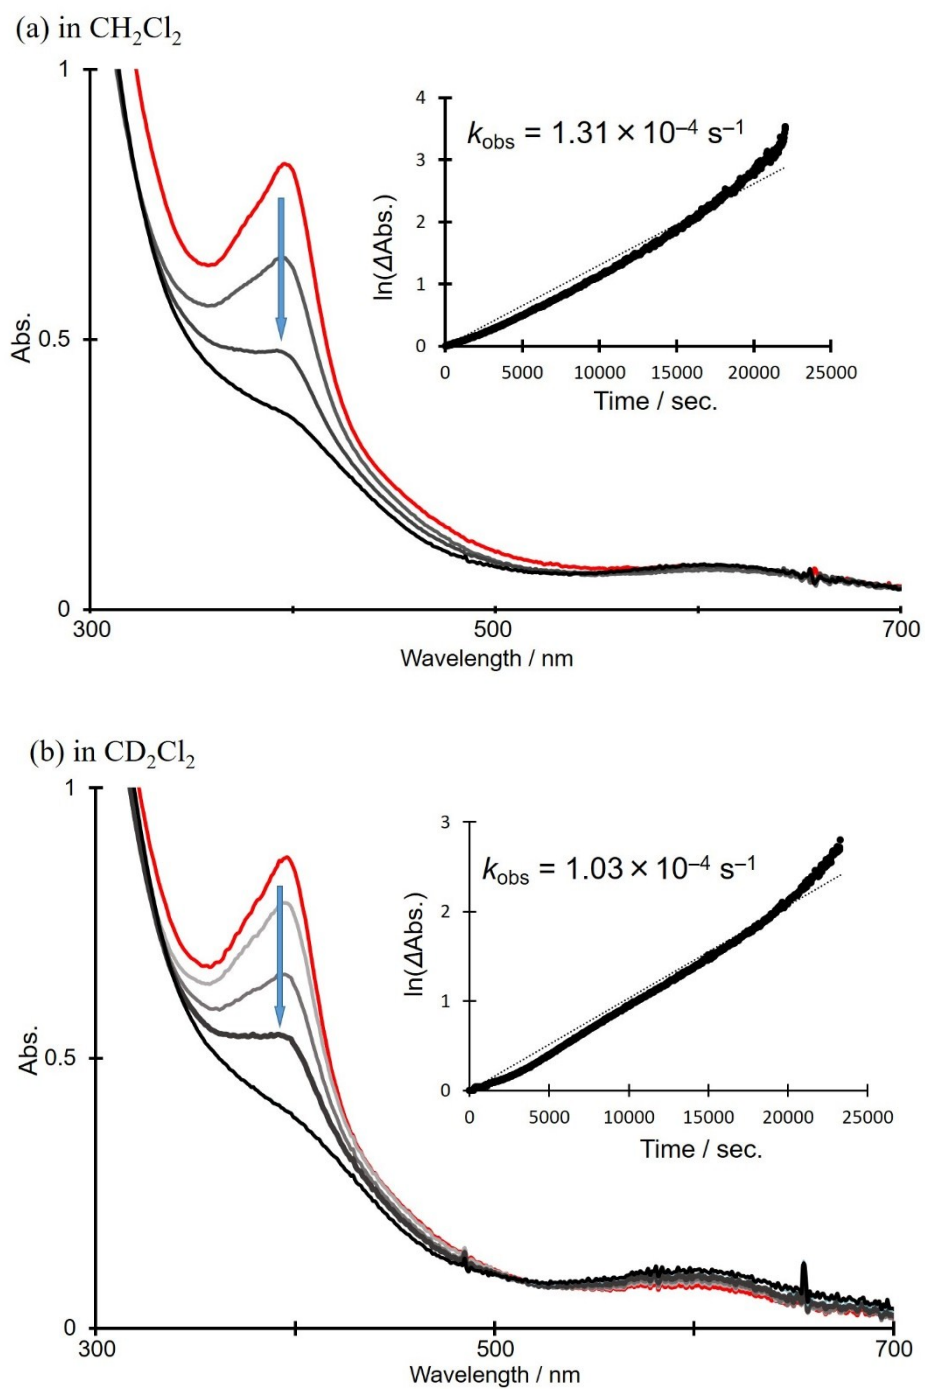 (a) in CH₂Cl₂
1
0.5
0
Abs.
300
500
700
Wavelength / nm
k_obs = 1.31 × 10⁻⁴ s⁻¹
4
3
2
1
0
ln(ΔAbs.)
0 5000 10000 15000 20000 25000
Time / sec.
(b) in CD₂Cl₂
1
0.5
0
Abs.
300
500
700
Wavelength / nm
k_obs = 1.03 × 10⁻⁴ s⁻¹
3
2
1
0
ln(ΔAbs.)
0 5000 10000 15000 20000 25000
Time / sec.